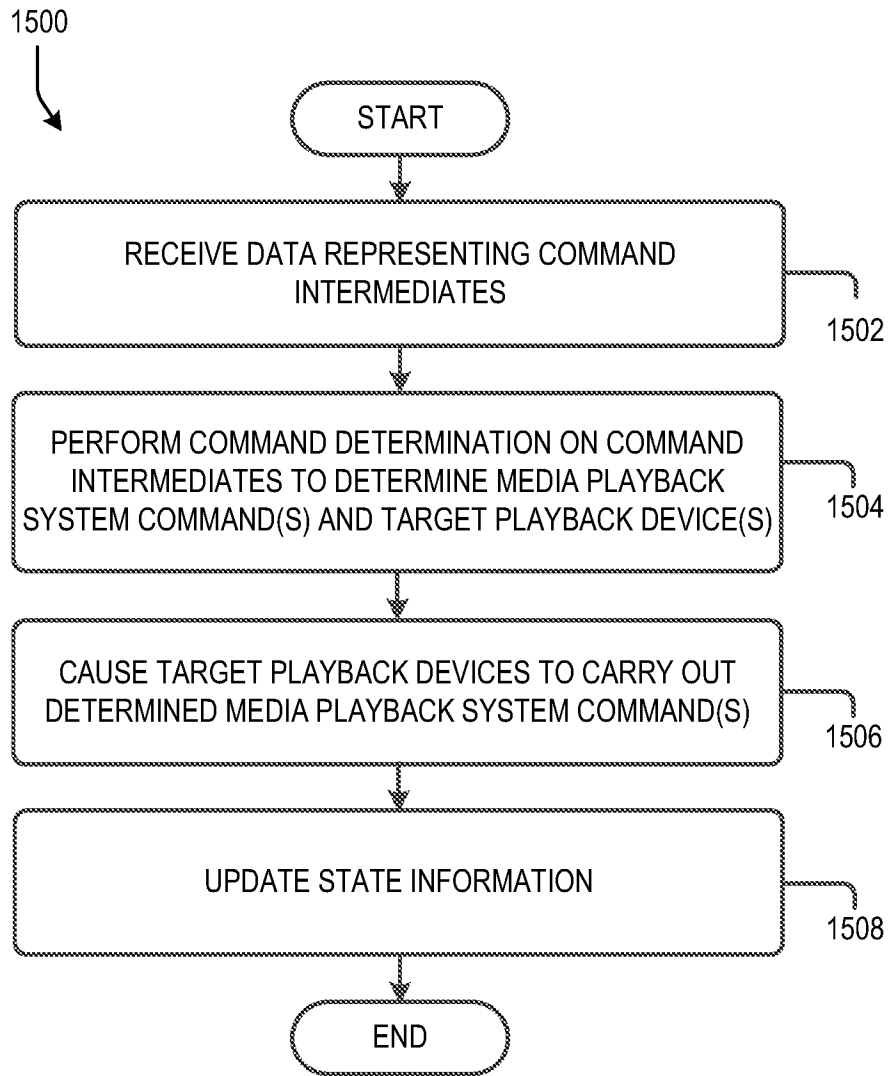 1500
START
RECEIVE DATA REPRESENTING COMMAND
INTERMEDIATES
1502
PERFORM COMMAND DETERMINATION ON COMMAND
INTERMEDIATES TO DETERMINE MEDIA PLAYBACK
SYSTEM COMMAND(S) AND TARGET PLAYBACK DEVICE(S)
1504
CAUSE TARGET PLAYBACK DEVICES TO CARRY OUT
DETERMINED MEDIA PLAYBACK SYSTEM COMMAND(S)
1506
UPDATE STATE INFORMATION
1508
END